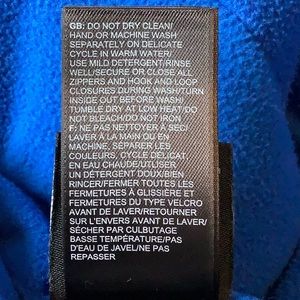 GB: DO NOT DRY CLEAN/
HAND OR MACHINE WASH
SEPARATELY ON DELICATE
CYCLE IN WARM WATER/
USE MILD DETERGENT/RINSE
WELL/SECURE OR CLOSE ALL
ZIPPERS AND HOOK AND LOOP
CLOSURES DURING WASH/TURN
INSIDE OUT BEFORE WASH/
TUMBLE DRY AT LOW HEAT/DO
NOT BLEACH/DO NOT IRON
F: NE PAS NETTOYER À SEC/
LAVER À LA MAIN OU EN
MACHINE, SÉPARER LES
COULEURS, CYCLE DÉLICAT
EN EAU CHAUDE/UTILISER
UN DÉTERGENT DOUX/BIEN
RINCER/FERMER TOUTES LES
FERMETURES À GLISSIÈRE ET
FERMETURES DU TYPE VELCRO
AVANT DE LAVER/RETOURNER
SUR L'ENVERS AVANT DE LAVER/
SÉCHER PAR CULBUTAGE
BASSE TEMPÉRATURE/PAS
D'EAU DE JAVEL/NE PAS
REPASSER